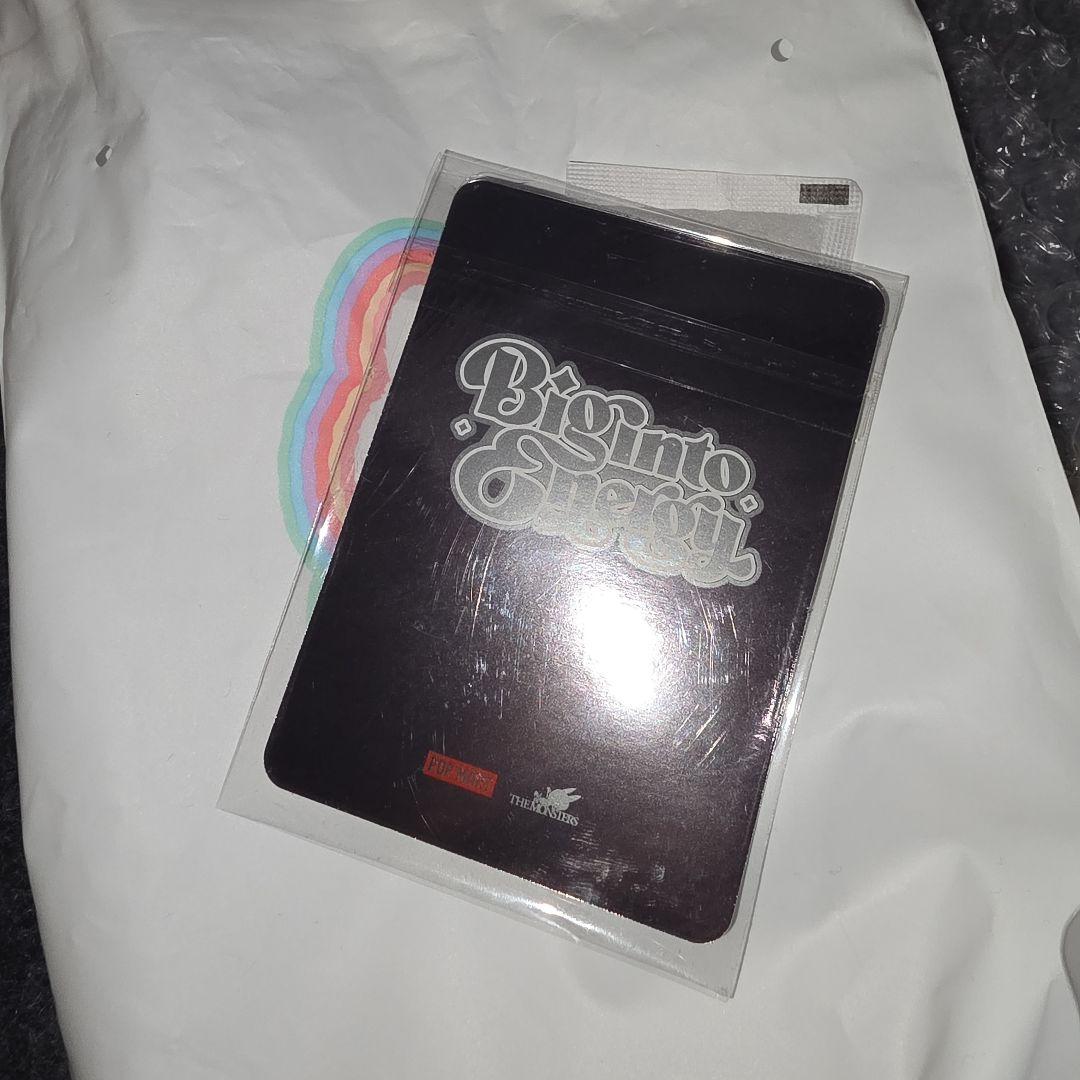 Big into
Energy
POP MART
THE MONSTERS